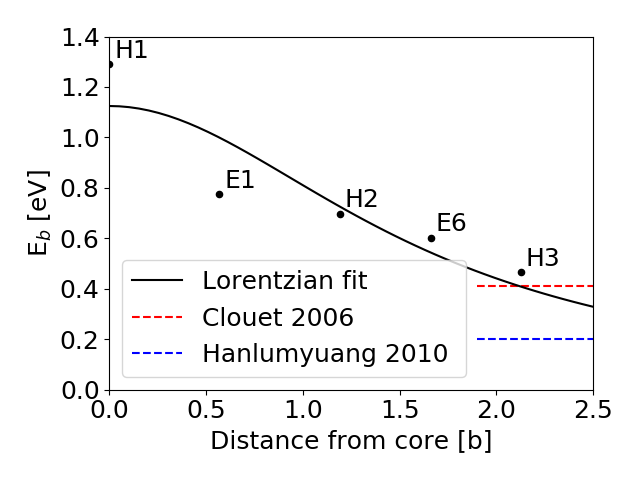 1.4
H1
1.2
1.0
0.8
E1
H2
0.6
E6
H3
0.4
0.2
0.0
E_b [eV]
Lorentzian fit
Clouet 2006
Hanlumyuang 2010
0.0 0.5 1.0 1.5 2.0 2.5
Distance from core [b]